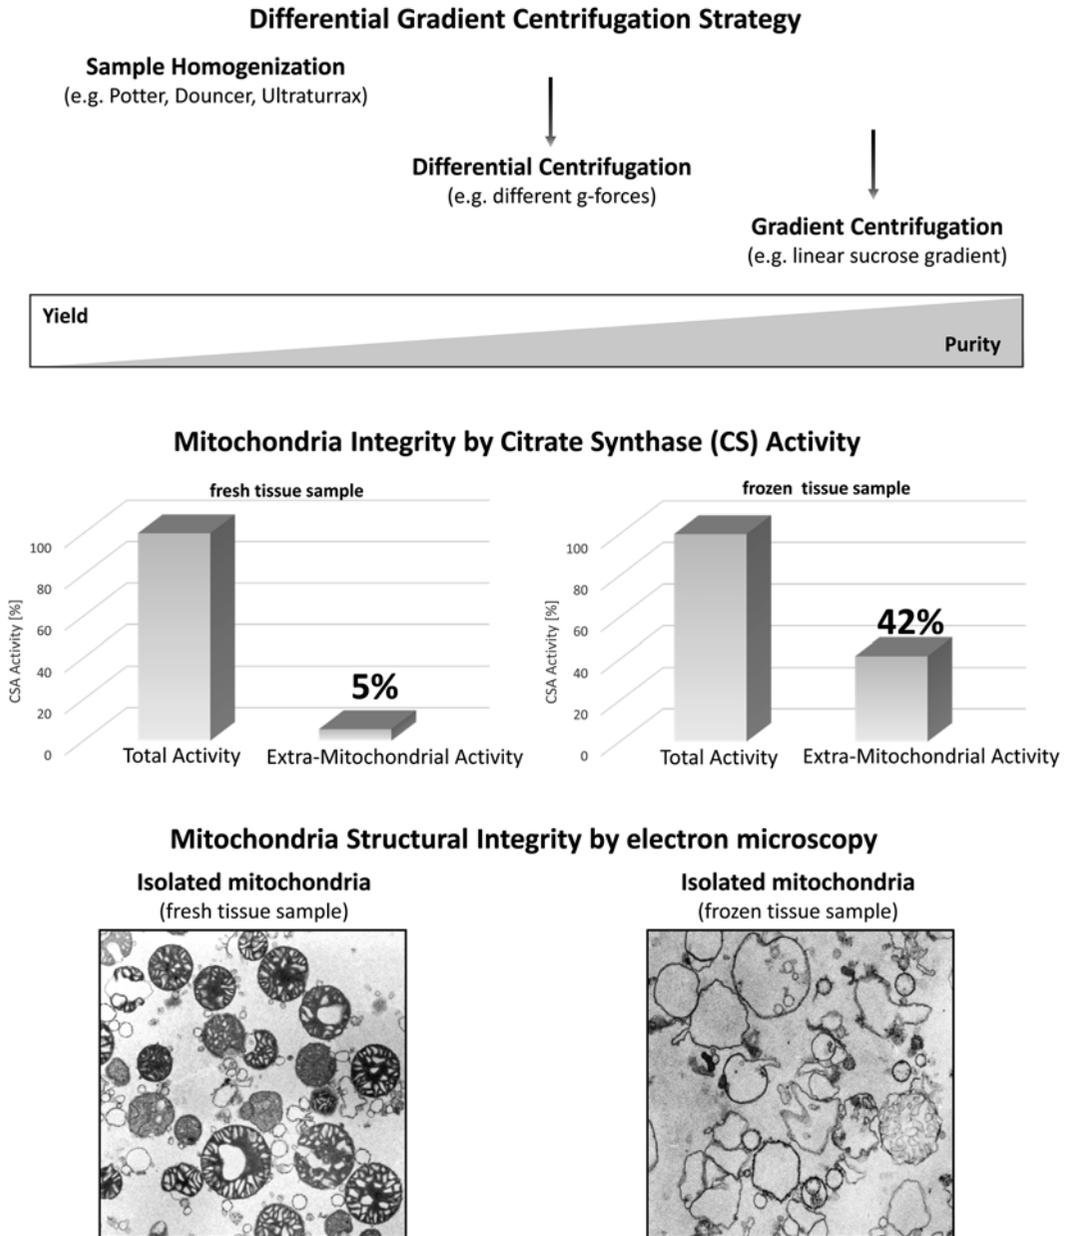 Differential Gradient Centrifugation Strategy
Sample Homogenization
(e.g. Potter, Douncer, Ultraturrax)
Differential Centrifugation
(e.g. different g-forces)
Gradient Centrifugation
(e.g. linear sucrose gradient)
Yield
Purity
Mitochondria Integrity by Citrate Synthase (CS) Activity
fresh tissue sample
CSA Activity [%]
100
80
60
40
20
0
5%
Total Activity
Extra-Mitochondrial Activity
frozen tissue sample
CSA Activity [%]
100
80
60
40
20
0
42%
Total Activity
Extra-Mitochondrial Activity
Mitochondria Structural Integrity by electron microscopy
Isolated mitochondria
(fresh tissue sample)
Isolated mitochondria
(frozen tissue sample)